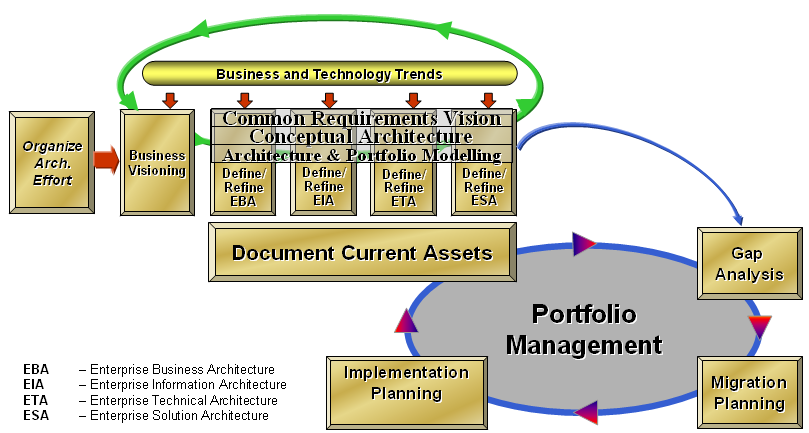 Business and Technology Trends
Organize
Arch.
Effort
Business
Visioning
Common Requirements Vision
Conceptual Architecture
Architecture & Portfolio Modelling
Define/
Refine
EBA
Define/
Refine
EIA
Define/
Refine
ETA
Define/
Refine
ESA
Document Current Assets
Gap
Analysis
Portfolio
Management
Implementation
Planning
Migration
Planning
EBA – Enterprise Business Architecture
EIA – Enterprise Information Architecture
ETA – Enterprise Technical Architecture
ESA – Enterprise Solution Architecture